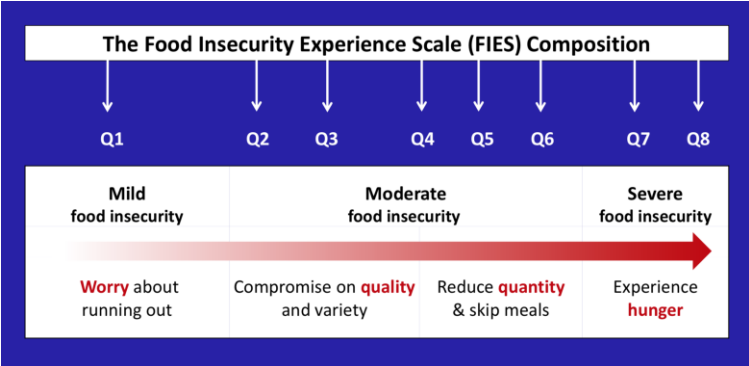 The Food Insecurity Experience Scale (FIES) Composition
Q1 Q2 Q3 Q4 Q5 Q6 Q7 Q8
Mild
food insecurity
Moderate
food insecurity
Severe
food insecurity
Worry about
running out
Compromise on quality
and variety
Reduce quantity
& skip meals
Experience
hunger